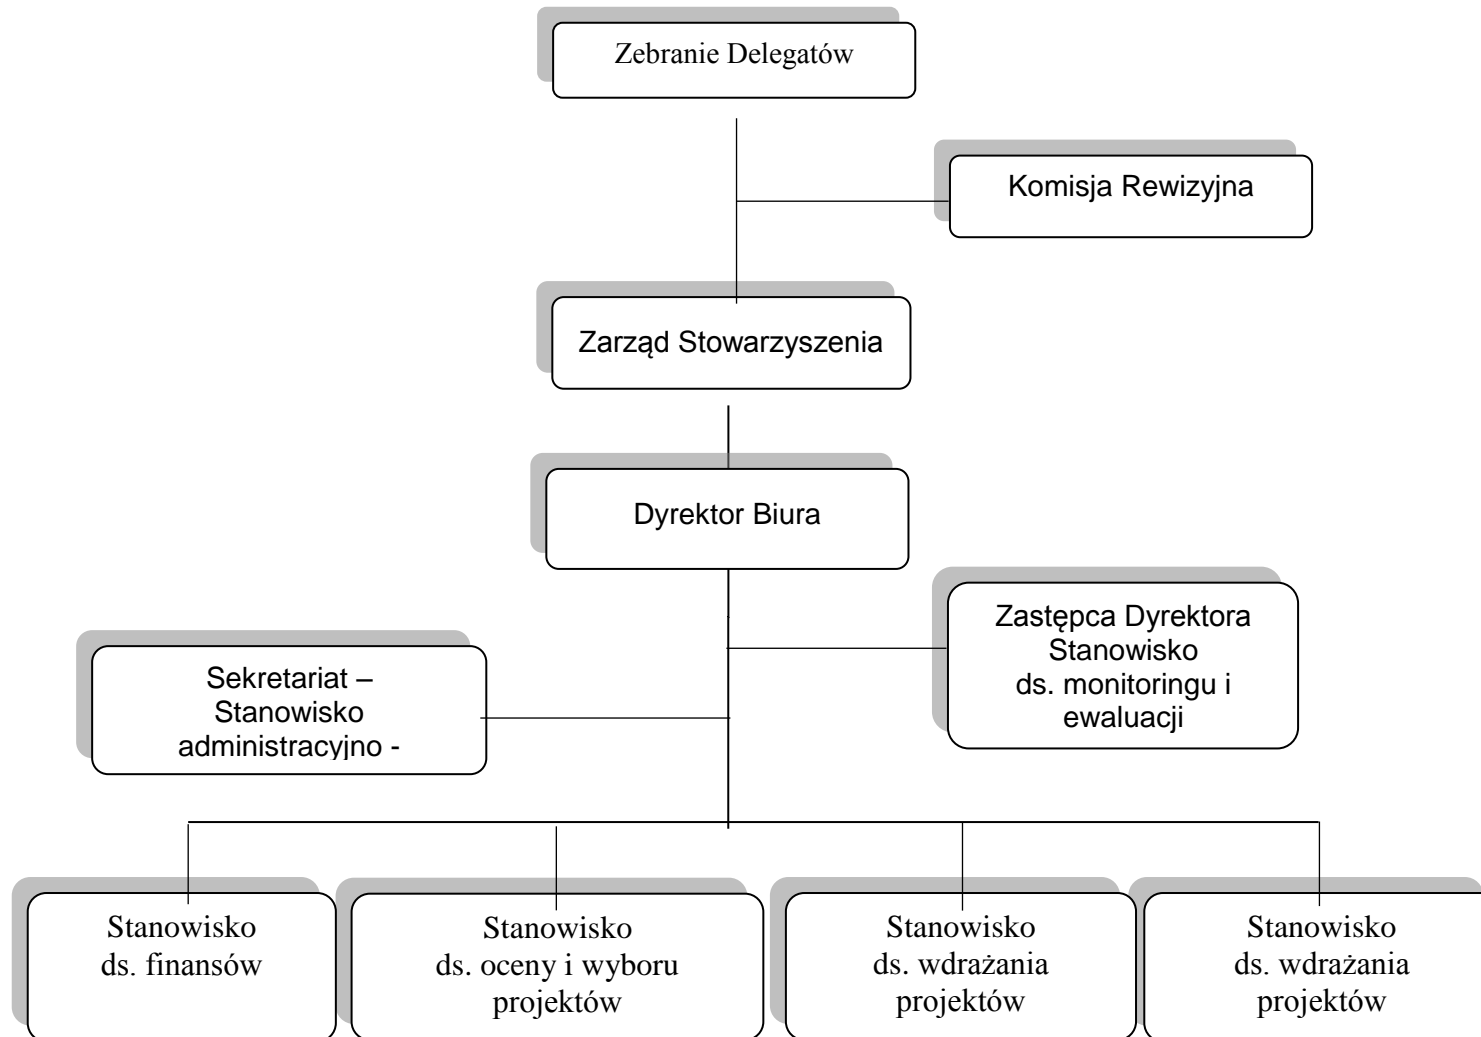 Zebranie Delegatów
Komisja Rewizyjna
Zarząd Stowarzyszenia
Dyrektor Biura
Zastępca Dyrektora
Stanowisko
ds. monitoringu i
ewaluacji
Sekretariat –
Stanowisko
administracyjno -
Stanowisko
ds. finansów
Stanowisko
ds. oceny i wyboru
projektów
Stanowisko
ds. wdrażania
projektów
Stanowisko
ds. wdrażania
projektów